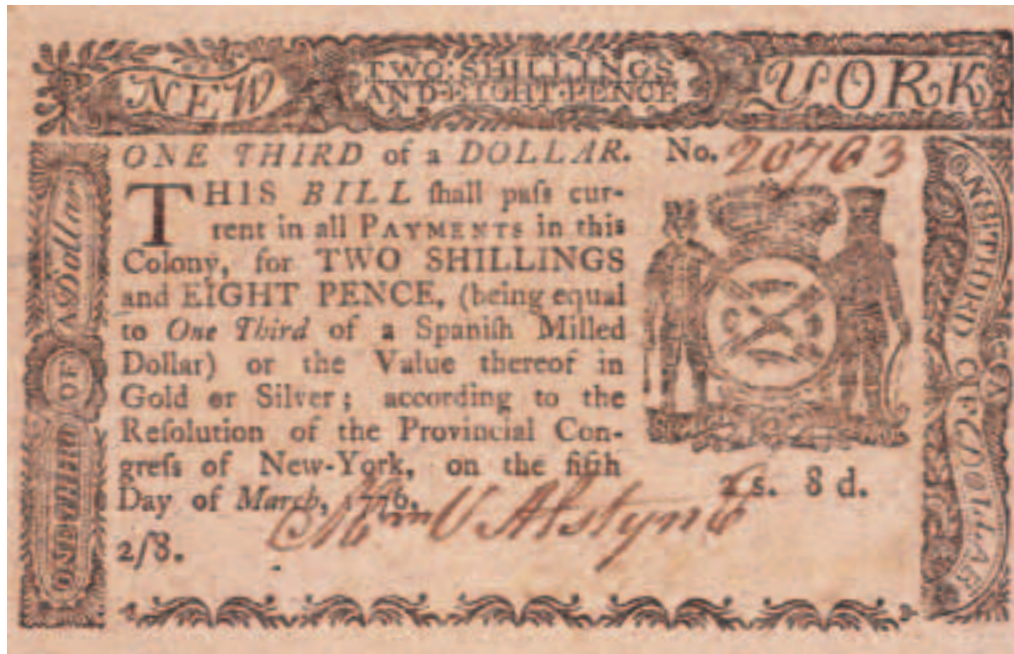 NEW TWO SHILLINGS YORK
AND EIGHT PENCE
ONE THIRD of a DOLLAR. No. 20703
THIS BILL ſhall paſs cur-
rent in all PAYMENTS in this
Colony, for TWO SHILLINGS
and EIGHT PENCE, (being equal
to One Third of a Spaniſh Milled
Dollar) or the Value thereof in
Gold or Silver; according to the
Reſolution of the Provincial Con-
greſs of New-York, on the fifth
Day of March, 1776.
2 s. 8 d.
2/8.
ONE THIRD OF A Dollar
ONE THIRD OF A DOLLAR